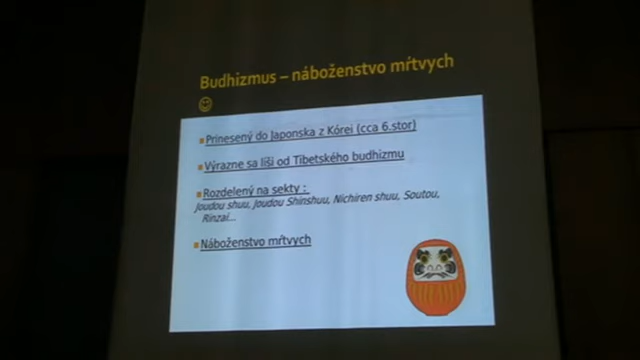 Budhizmus – náboženstvo mŕtvych
☺
Prinesený do Japonska z Kórei (cca 6.stor)
Výrazne sa líši od Tibetského budhizmu
Rozdelený na sekty :
Joudou shuu, Joudou Shinshuu, Nichiren shuu, Soutou,
Rinzai...
Náboženstvo mŕtvych